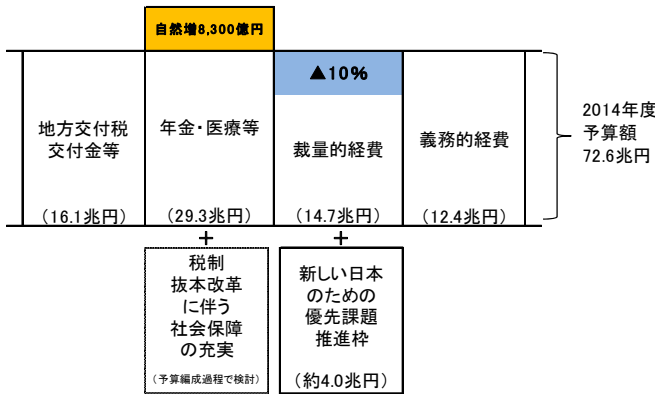 自然増8,300億円
▲10%
地方交付税
交付金等
(16.1兆円)
年金・医療等
(29.3兆円)
裁量的経費
(14.7兆円)
義務的経費
(12.4兆円)
2014年度
予算額
72.6兆円
+
税制
抜本改革
に伴う
社会保障
の充実
(予算編成過程で検討)
+
新しい日本
のための
優先課題
推進枠
(約4.0兆円)